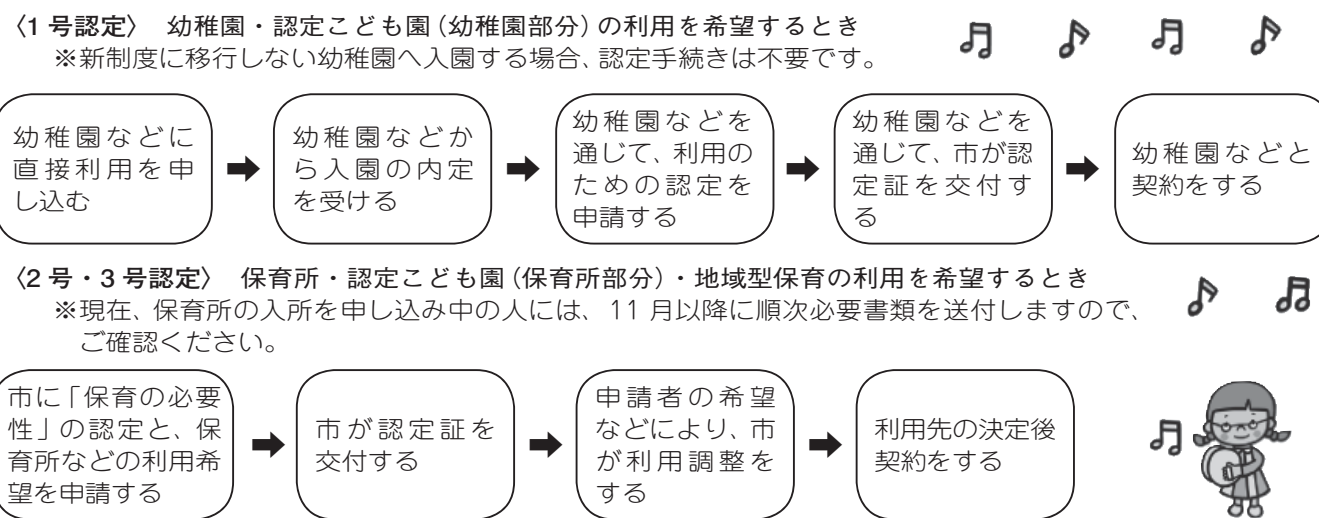 〈1 号認定〉 幼稚園・認定こども園(幼稚園部分)の利用を希望するとき
※新制度に移行しない幼稚園へ入園する場合、認定手続きは不要です。
幼稚園などに
直接利用を申
し込む
幼稚園などか
ら入園の内定
を受ける
幼稚園などを
通じて、利用の
ための認定を
申請する
幼稚園などを
通じて、市が認
定証を交付す
る
幼稚園などと
契約をする
〈2 号・3 号認定〉 保育所・認定こども園(保育所部分)・地域型保育の利用を希望するとき
※現在、保育所の入所を申し込み中の人には、11 月以降に順次必要書類を送付しますので、
ご確認ください。
市に「保育の必要
性」の認定と、保
育所などの利用希
望を申請する
市が認定証を
交付する
申請者の希望
などにより、市
が利用調整を
する
利用先の決定後
契約をする